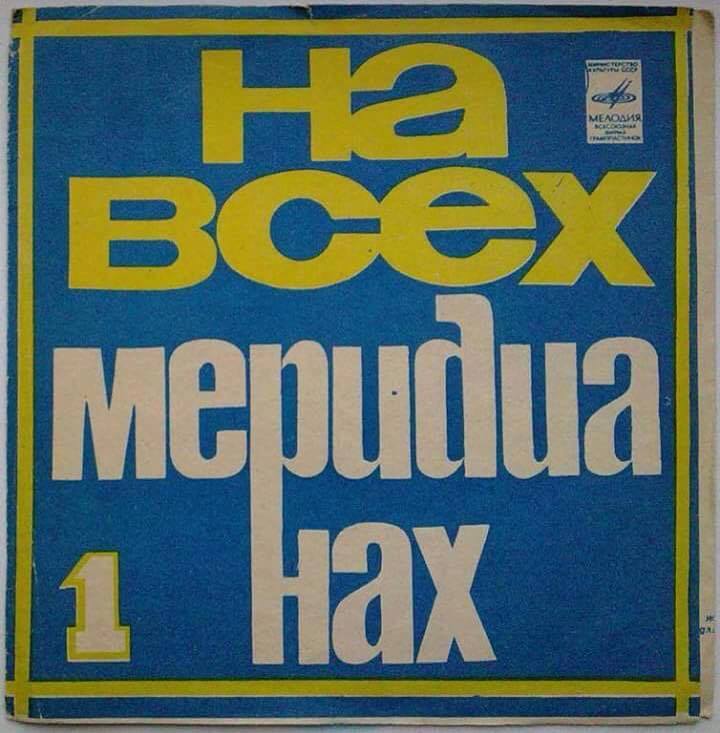 на
всех
меридиа
нах
1
МИНИСТЕРСТВО
КУЛЬТУРЫ СССР
МЕЛОДИЯ
ВСЕСОЮЗНАЯ
ФИРМА
ГРАМПЛАСТИНОК